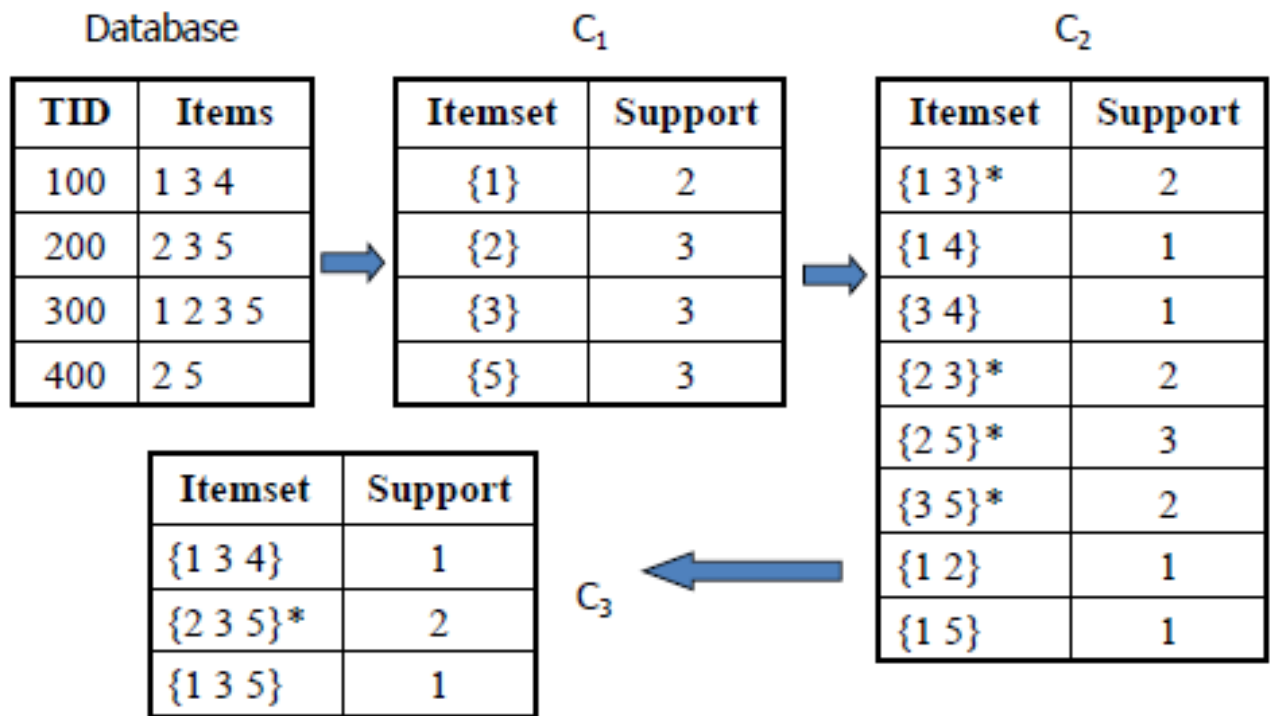 Database
TID Items
100 1 3 4
200 2 3 5
300 1 2 3 5
400 2 5
C₁
Itemset Support
{1} 2
{2} 3
{3} 3
{5} 3
C₂
Itemset Support
{1 3}* 2
{1 4} 1
{3 4} 1
{2 3}* 2
{2 5}* 3
{3 5}* 2
{1 2} 1
{1 5} 1
C₃
Itemset Support
{1 3 4} 1
{2 3 5}* 2
{1 3 5} 1